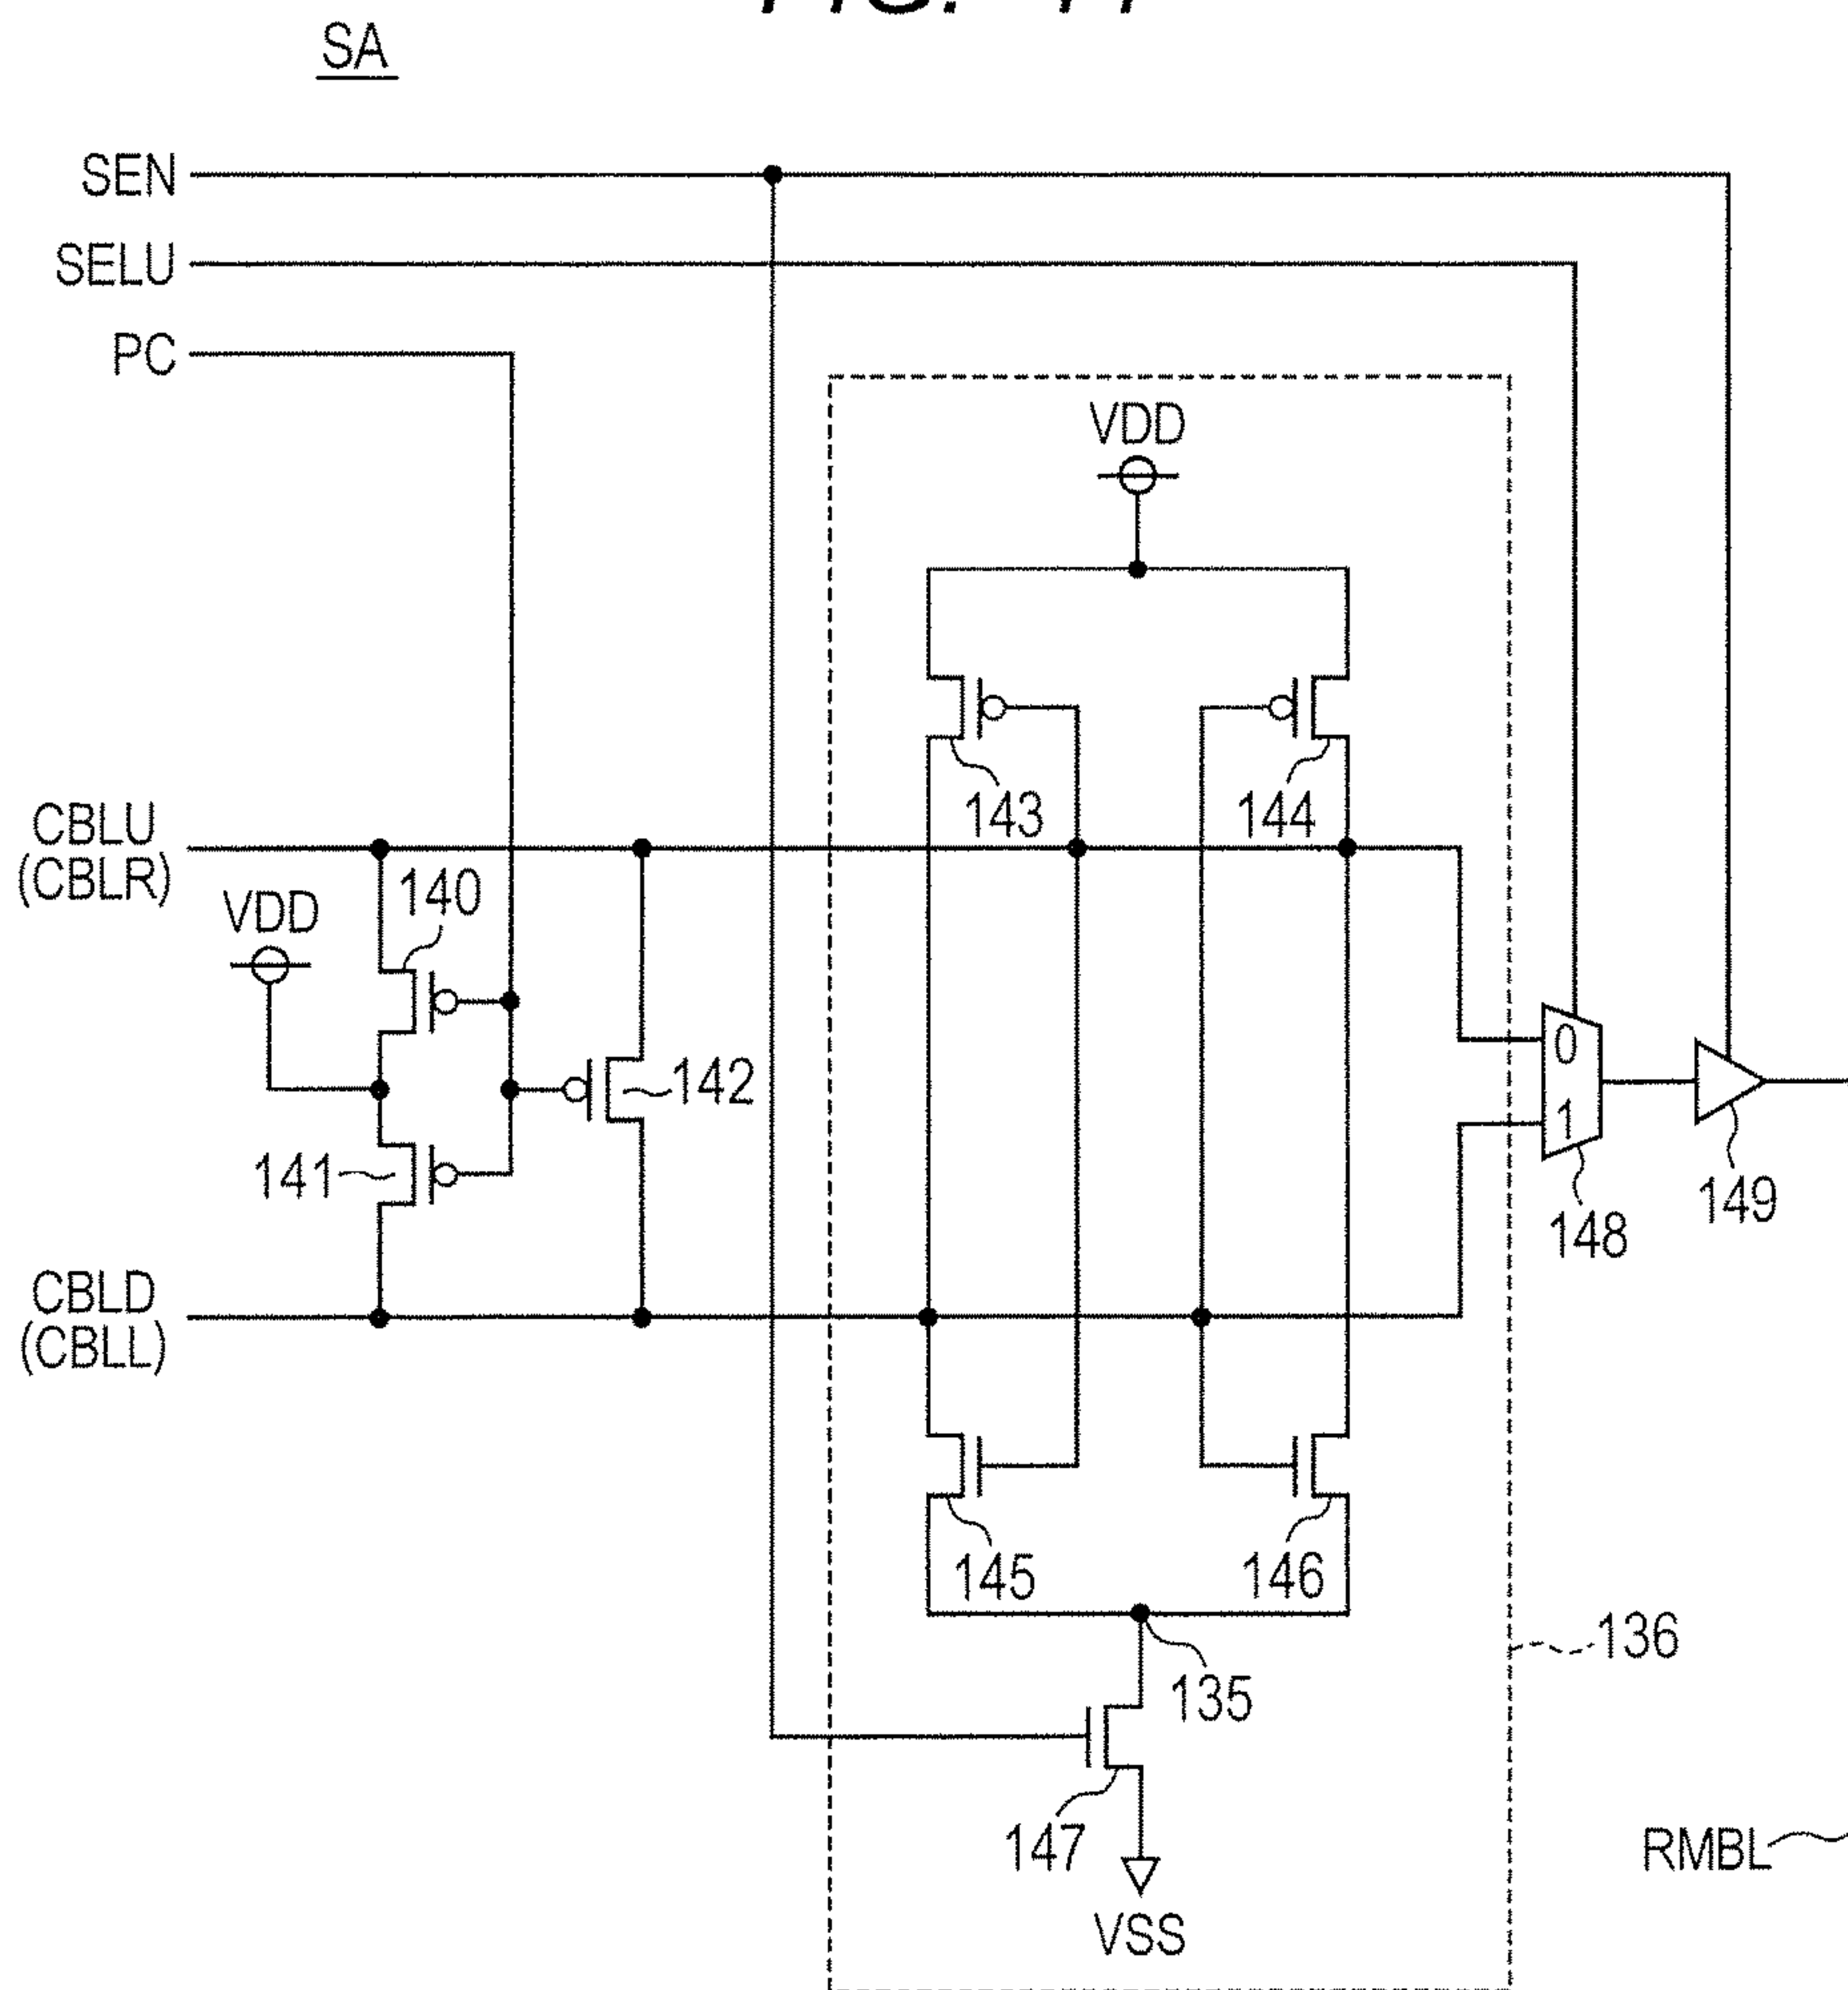 SA
SEN
SELU
PC
VDD
143
144
CBLU
(CBLR)
140
VDD
142
0
1
141
148
149
CBLD
(CBLL)
145
146
136
135
147
RMBL
VSS